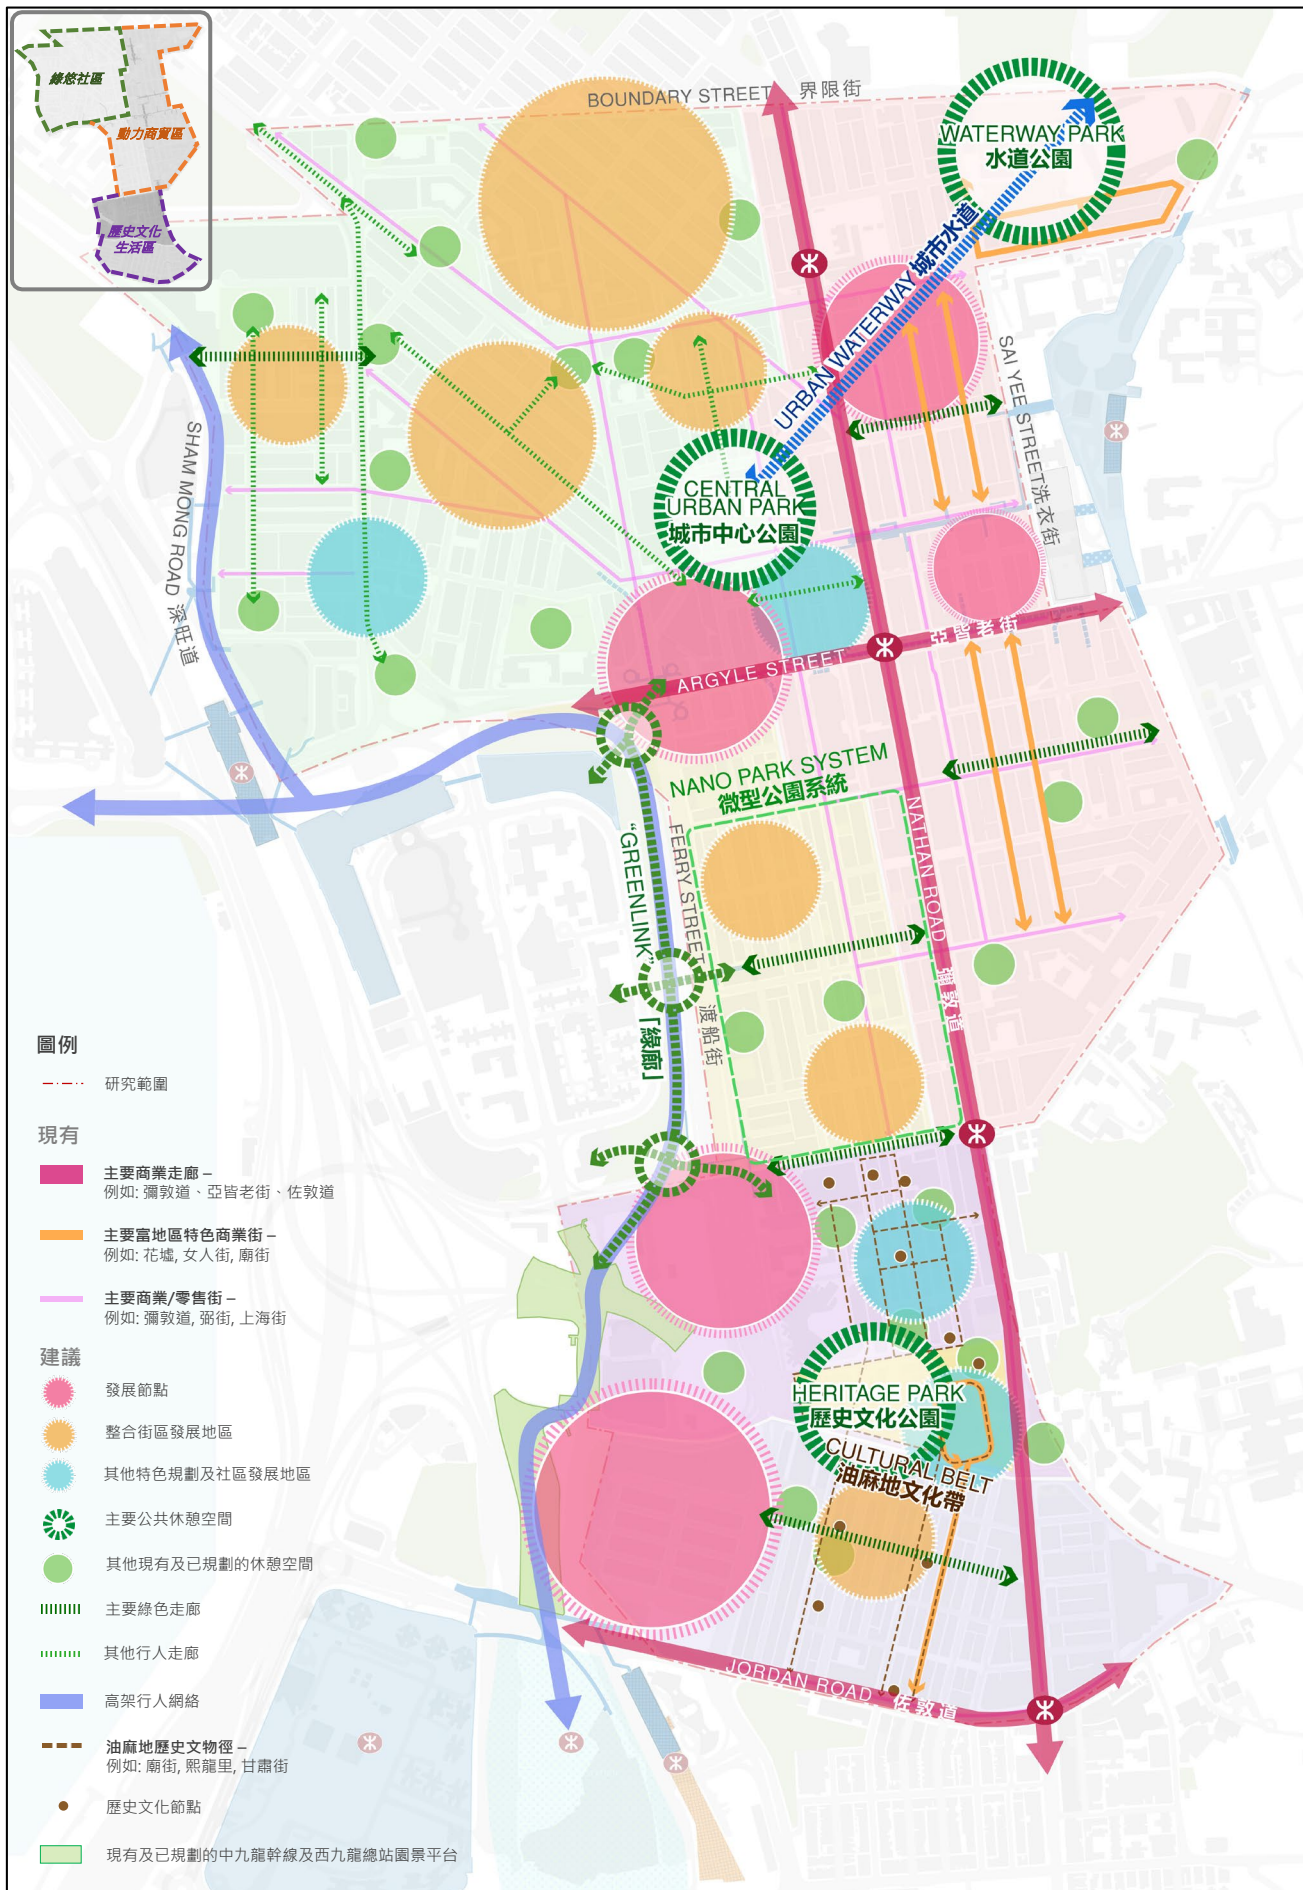 綠悠社區
動力商貿區
歷史文化
生活區
BOUNDARY STREET 界限街
WATERWAY PARK
水道公園
URBAN WATERWAY 城市水道
SAI YEE STREET 洗衣街
CENTRAL
URBAN PARK
城市中心公園
SHAM MONG ROAD 深旺道
ARGYLE STREET 亞皆老街
NANO PARK SYSTEM
微型公園系統
"GREENLINK"
「綠廊」
FERRY STREET 渡船街
NATHAN ROAD 彌敦道
HERITAGE PARK
歷史文化公園
CULTURAL BELT
油麻地文化帶
JORDAN ROAD 佐敦道
圖例
研究範圍
現有
主要商業走廊 –
例如: 彌敦道、亞皆老街、佐敦道
主要富地區特色商業街 –
例如: 花墟, 女人街, 廟街
主要商業/零售街 –
例如: 彌敦道, 弼街, 上海街
建議
發展節點
整合街區發展地區
其他特色規劃及社區發展地區
主要公共休憩空間
其他現有及已規劃的休憩空間
主要綠色走廊
其他行人走廊
高架行人網絡
油麻地歷史文物徑 –
例如: 廟街, 熙龍里, 甘肅街
歷史文化節點
現有及已規劃的中九龍幹線及西九龍總站園景平台